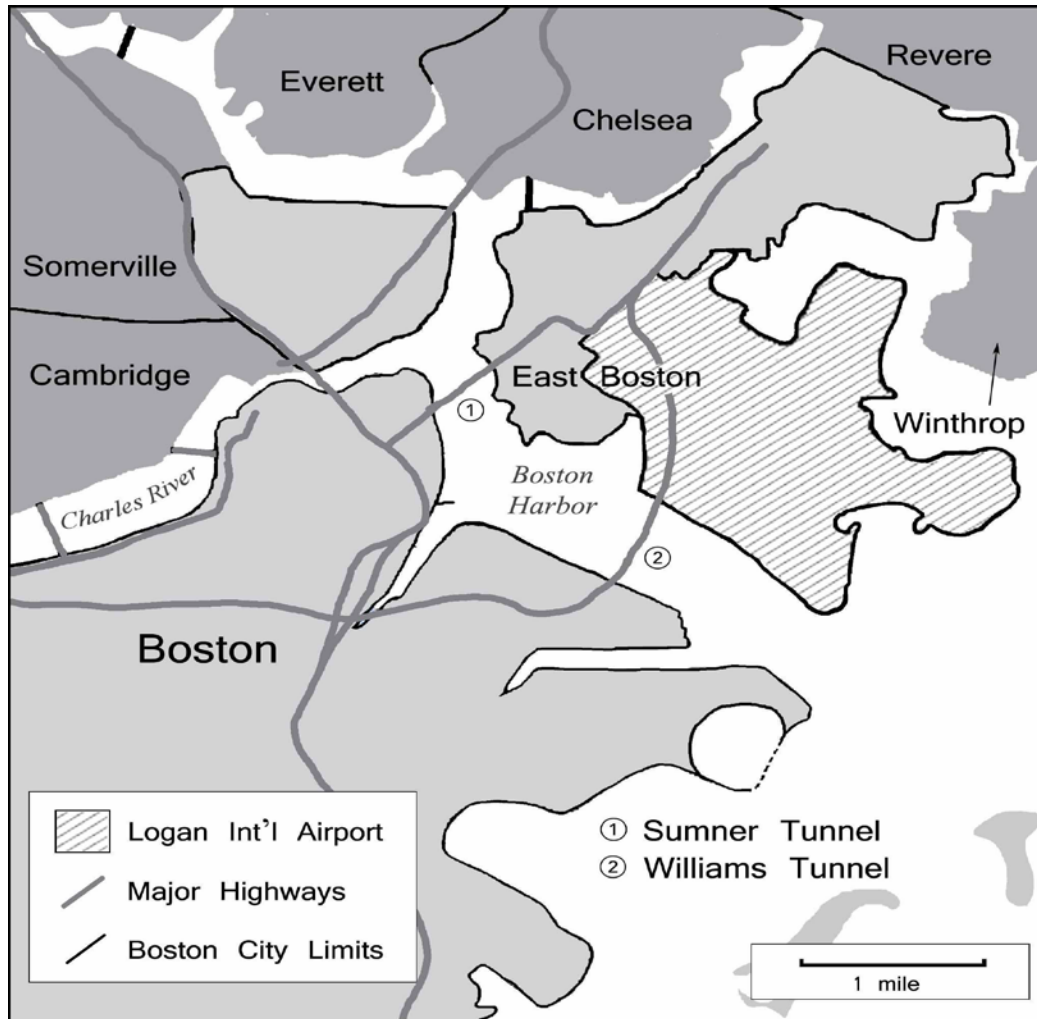 Revere
Everett
Chelsea
Somerville
Cambridge
East Boston
①
Winthrop
Charles River
Boston
Harbor
②
Boston
Logan Int'l Airport
Major Highways
Boston City Limits
① Sumner Tunnel
② Williams Tunnel
1 mile